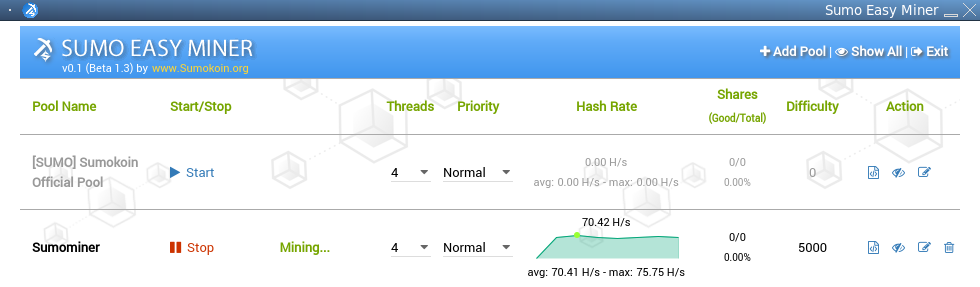 Sumo Easy Miner
SUMO EASY MINER
v0.1 (Beta 1.3) by www.Sumokoin.org
Add Pool | Show All | Exit
Pool Name Start/Stop Threads Priority Hash Rate Shares (Good/Total) Difficulty Action
[SUMO] Sumokoin
Official Pool
Start 4 Normal
0.00 H/s
avg: 0.00 H/s - max: 0.00 H/s
0/0
0.00%
0
Sumominer Stop Mining... 4 Normal
70.42 H/s
avg: 70.41 H/s - max: 75.75 H/s
0/0
0.00%
5000